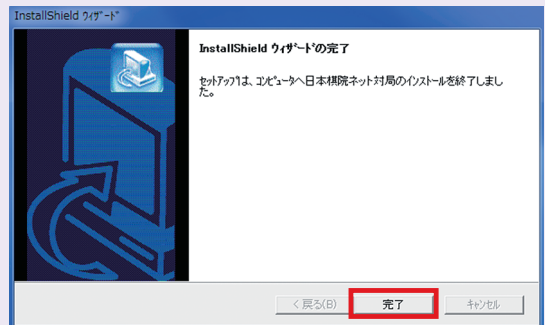 InstallShield ｳｨｻﾞｰﾄﾞ
InstallShield ｳｨｻﾞｰﾄﾞの完了
ｾｯﾄｱｯﾌﾟは、ｺﾝﾋﾟｭｰﾀへ日本棋院ネット対局のｲﾝｽﾄｰﾙを終了しまし
た。
< 戻る(B)
完了
ｷｬﾝｾﾙ